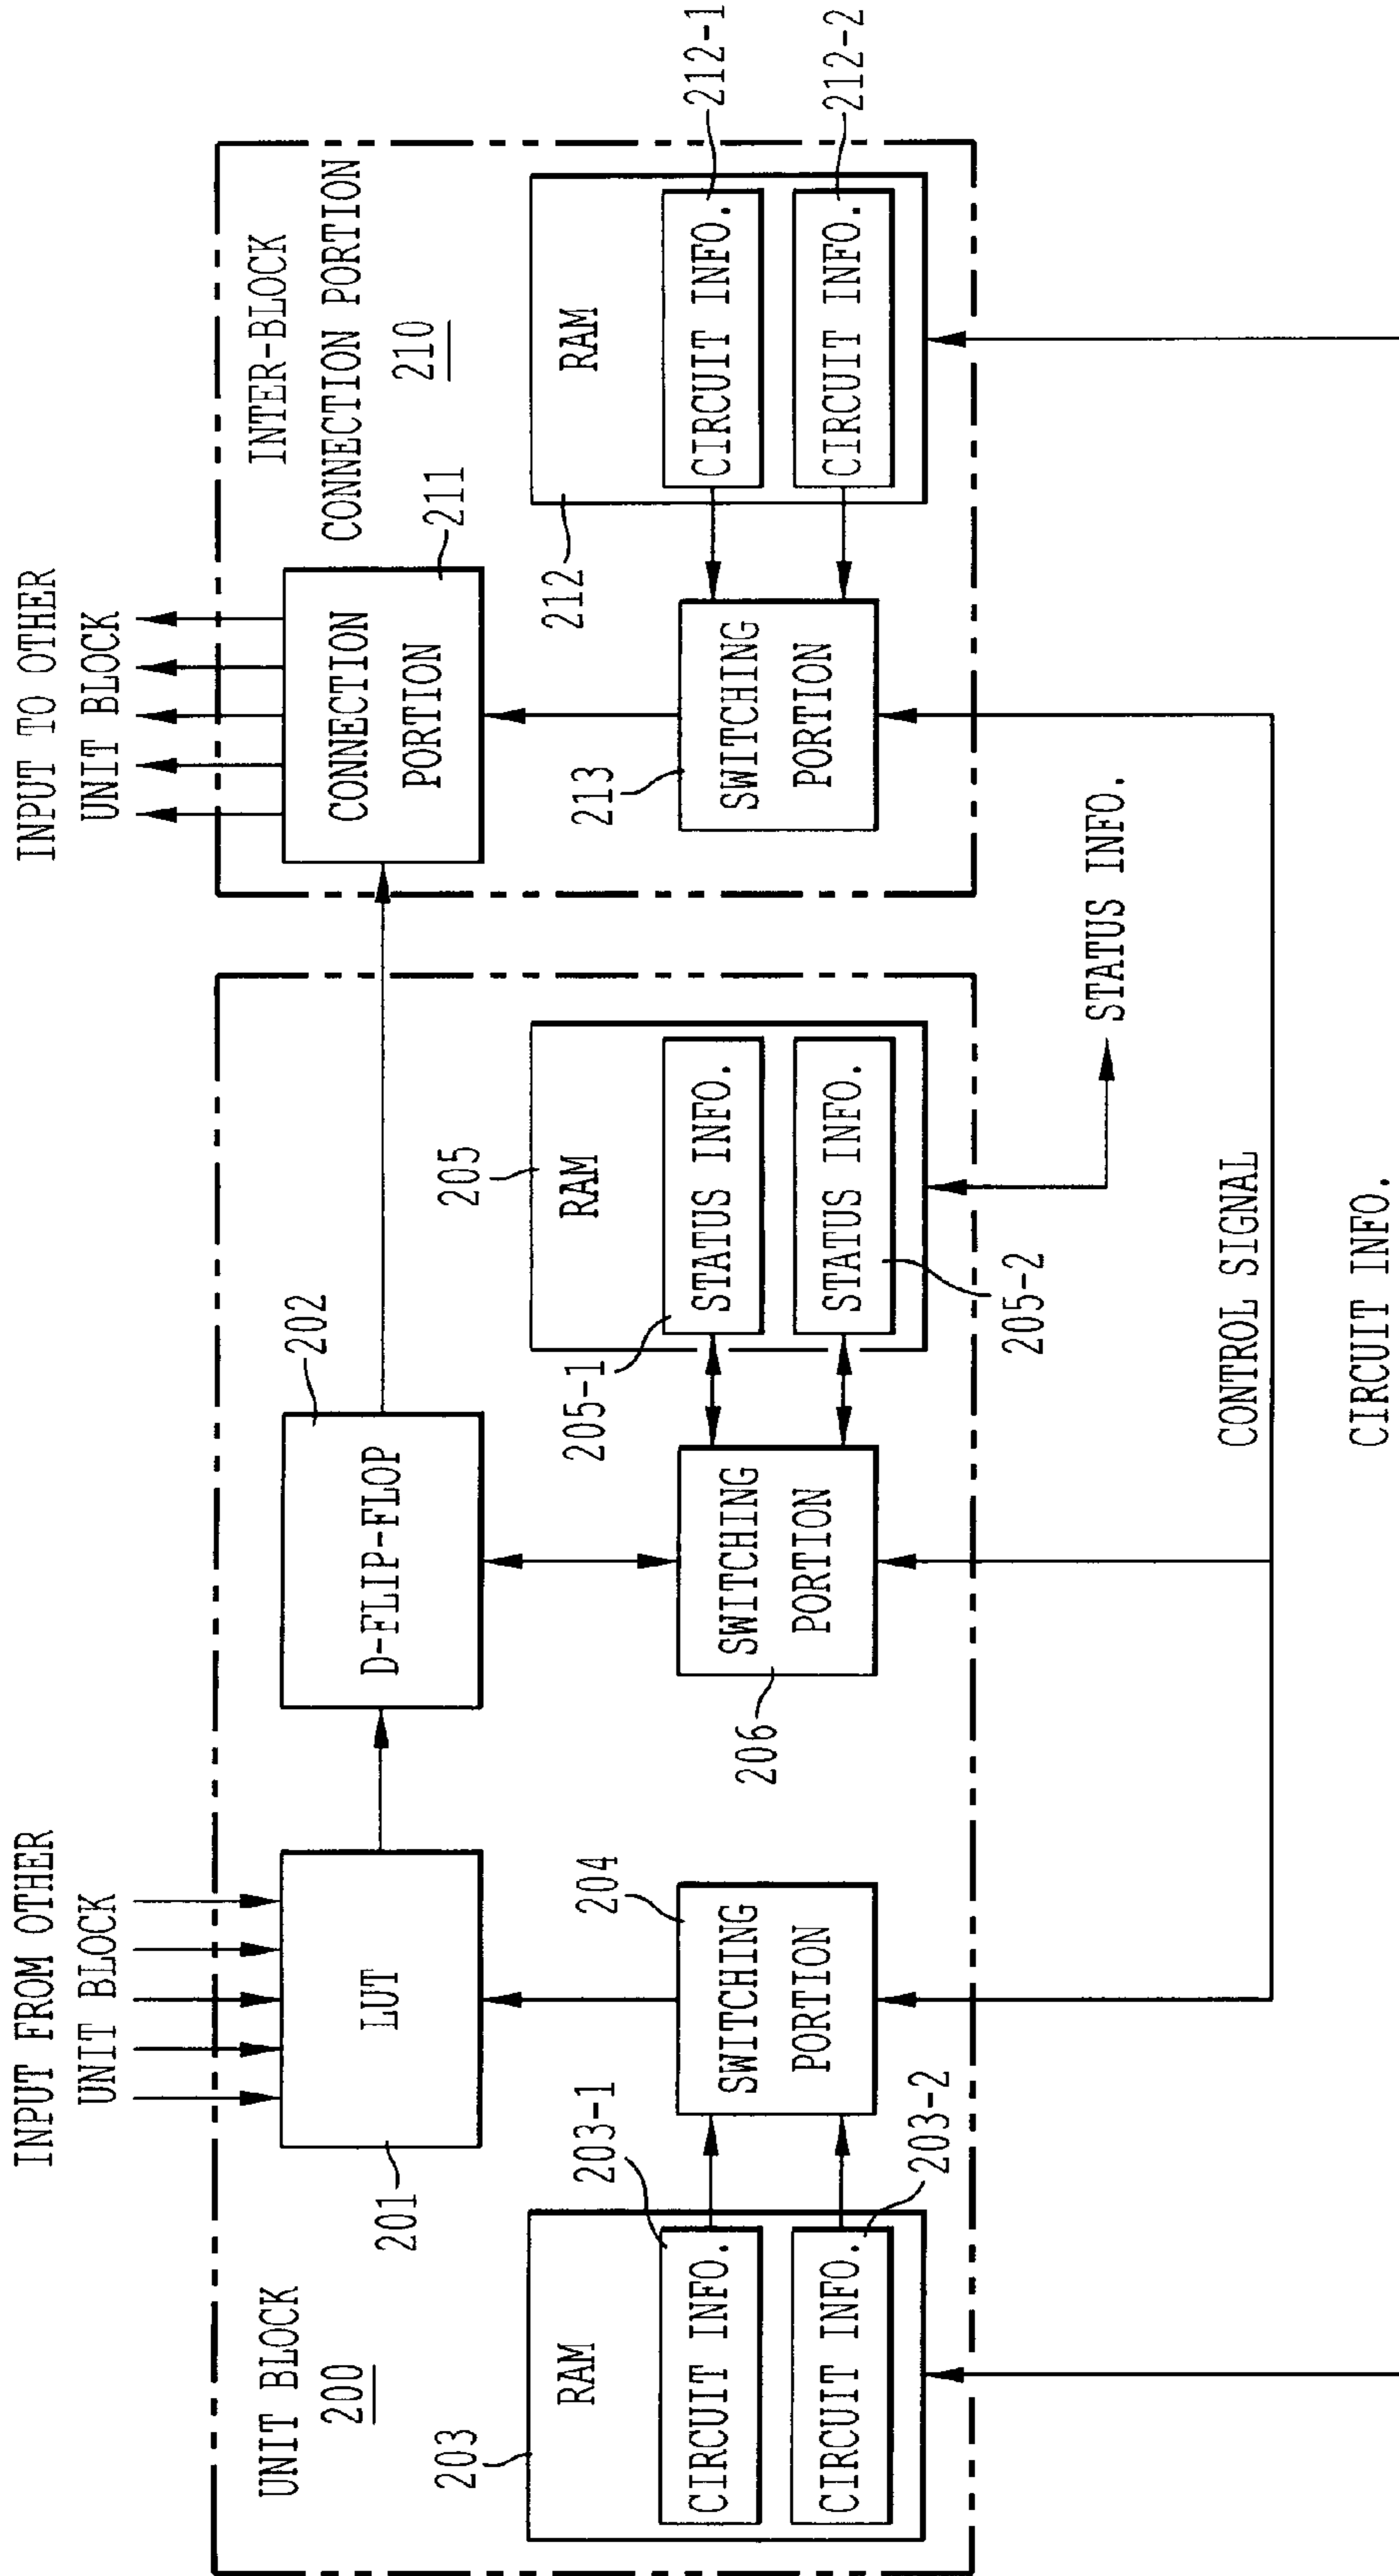 INPUT FROM OTHER
UNIT BLOCK
INPUT TO OTHER
UNIT BLOCK
UNIT BLOCK
200
201
LUT
202
D-FLIP-FLOP
INTER-BLOCK
CONNECTION PORTION
210
211
CONNECTION
PORTION
203
RAM
203-1
CIRCUIT INFO.
CIRCUIT INFO.
203-2
204
SWITCHING
PORTION
206
SWITCHING
PORTION
205
RAM
205-1
STATUS INFO.
STATUS INFO.
205-2
213
SWITCHING
PORTION
212
RAM
CIRCUIT INFO.
212-1
CIRCUIT INFO.
212-2
STATUS INFO.
CONTROL SIGNAL
CIRCUIT INFO.